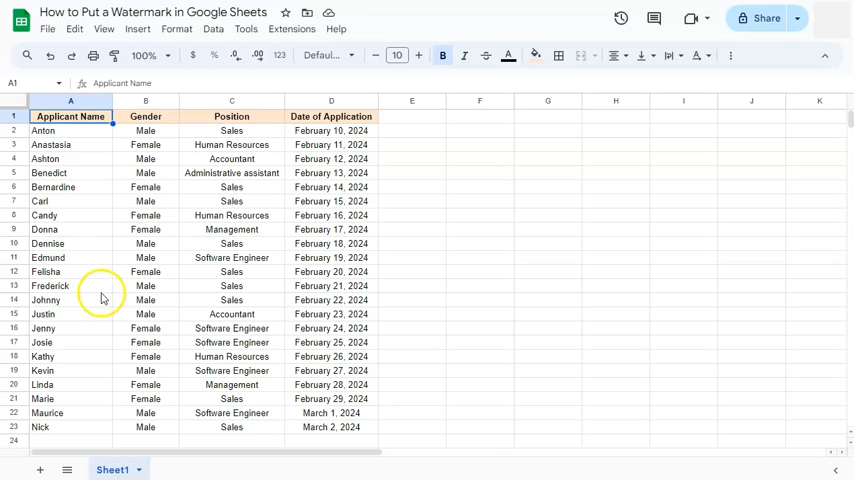 How to Put a Watermark in Google Sheets
File Edit View Insert Format Data Tools Extensions Help
Share
100% $ % .0 .00 123 Defaul... 10 B I A
A1 fx Applicant Name
A B C D E F G H I J K
1 Applicant Name Gender Position Date of Application
2 Anton Male Sales February 10, 2024
3 Anastasia Female Human Resources February 11, 2024
4 Ashton Male Accountant February 12, 2024
5 Benedict Male Administrative assistant February 13, 2024
6 Bernardine Female Sales February 14, 2024
7 Carl Male Sales February 15, 2024
8 Candy Female Human Resources February 16, 2024
9 Donna Female Management February 17, 2024
10 Dennise Male Sales February 18, 2024
11 Edmund Male Software Engineer February 19, 2024
12 Felisha Female Sales February 20, 2024
13 Frederick Male Sales February 21, 2024
14 Johnny Male Sales February 22, 2024
15 Justin Male Accountant February 23, 2024
16 Jenny Female Software Engineer February 24, 2024
17 Josie Female Software Engineer February 25, 2024
18 Kathy Female Human Resources February 26, 2024
19 Kevin Male Software Engineer February 27, 2024
20 Linda Female Management February 28, 2024
21 Marie Female Sales February 29, 2024
22 Maurice Male Software Engineer March 1, 2024
23 Nick Male Sales March 2, 2024
24
Sheet1